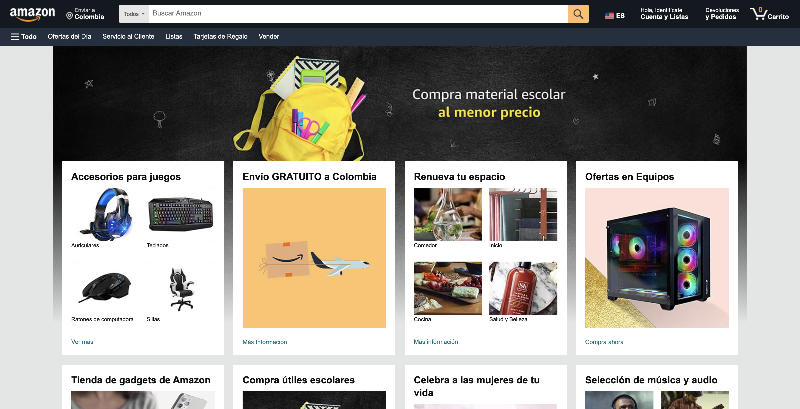 amazon
Enviar a
Colombia
Todos
Buscar Amazon
ES
Hola, Identifícate
Cuenta y Listas
Devoluciones
y Pedidos
0
Carrito
Todo
Ofertas del Día
Servicio al Cliente
Listas
Tarjetas de Regalo
Vender
Compra material escolar
al menor precio
Accesorios para juegos
Auriculares
Teclados
Ratones de computadora
Sillas
Ver más
Envío GRATUITO a Colombia
Más información
Renueva tu espacio
Comedor
Inicio
Cocina
Salud y Belleza
Más información
Ofertas en Equipos
Compra ahora
Tienda de gadgets de Amazon
Compra útiles escolares
Celebra a las mujeres de tu
vida
Selección de música y audio